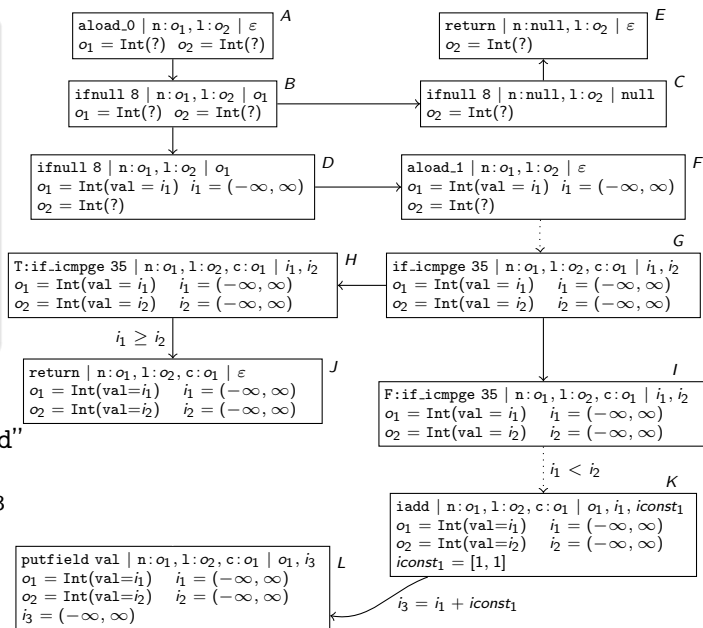 aload_0 | n:o₁, l:o₂ | ε
o₁ = Int(?) o₂ = Int(?)
A
return | n:null, l:o₂ | ε
o₂ = Int(?)
E
ifnull 8 | n:o₁, l:o₂ | o₁
o₁ = Int(?) o₂ = Int(?)
B
ifnull 8 | n:null, l:o₂ | null
o₂ = Int(?)
C
ifnull 8 | n:o₁, l:o₂ | o₁
o₁ = Int(val = i₁) i₁ = (−∞, ∞)
o₂ = Int(?)
D
aload_1 | n:o₁, l:o₂ | ε
o₁ = Int(val = i₁) i₁ = (−∞, ∞)
o₂ = Int(?)
F
T:if_icmpge 35 | n:o₁, l:o₂, c:o₁ | i₁, i₂
o₁ = Int(val = i₁) i₁ = (−∞, ∞)
o₂ = Int(val = i₂) i₂ = (−∞, ∞)
H
if_icmpge 35 | n:o₁, l:o₂, c:o₁ | i₁, i₂
o₁ = Int(val = i₁) i₁ = (−∞, ∞)
o₂ = Int(val = i₂) i₂ = (−∞, ∞)
G
i₁ ≥ i₂
return | n:o₁, l:o₂, c:o₁ | ε
o₁ = Int(val=i₁) i₁ = (−∞, ∞)
o₂ = Int(val=i₂) i₂ = (−∞, ∞)
J
F:if_icmpge 35 | n:o₁, l:o₂, c:o₁ | i₁, i₂
o₁ = Int(val = i₁) i₁ = (−∞, ∞)
o₂ = Int(val = i₂) i₂ = (−∞, ∞)
I
d"
i₁ < i₂
3
iadd | n:o₁, l:o₂, c:o₁ | o₁, i₁, iconst₁
o₁ = Int(val=i₁) i₁ = (−∞, ∞)
o₂ = Int(val=i₂) i₂ = (−∞, ∞)
iconst₁ = [1, 1]
K
putfield val | n:o₁, l:o₂, c:o₁ | o₁, i₃
o₁ = Int(val=i₁) i₁ = (−∞, ∞)
o₂ = Int(val=i₂) i₂ = (−∞, ∞)
i₃ = (−∞, ∞)
L
i₃ = i₁ + iconst₁